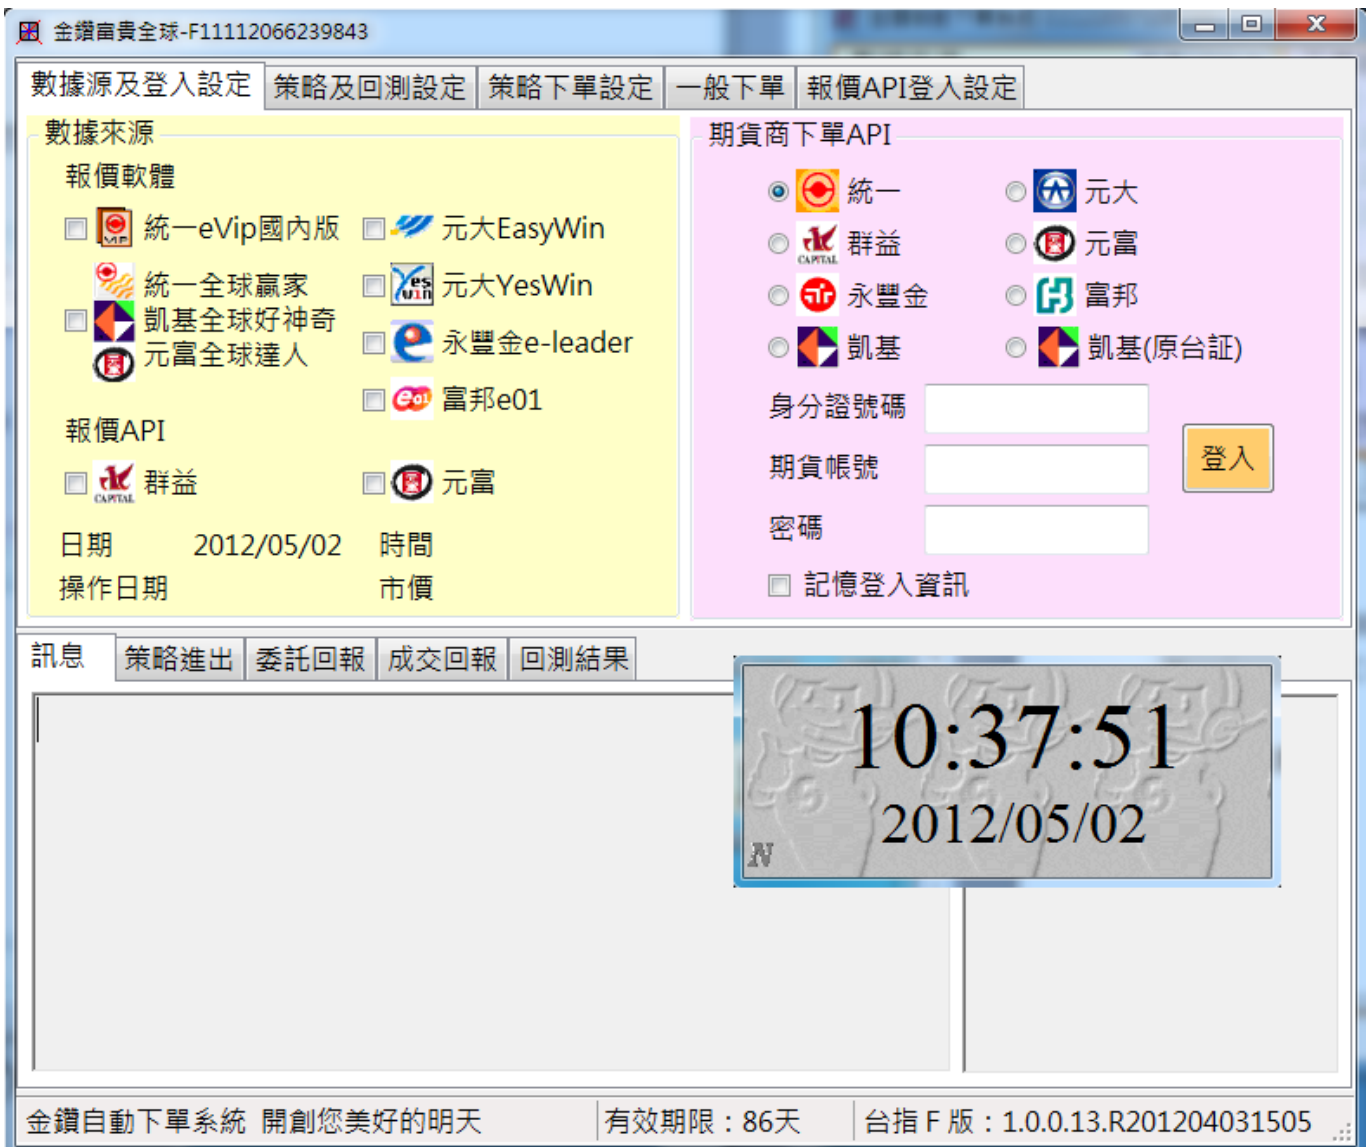 金鑽富貴全球-F11112066239843
數據源及登入設定 策略及回測設定 策略下單設定 一般下單 報價API登入設定
數據來源
報價軟體
統一eVip國內版 元大EasyWin
統一全球贏家 元大YesWin
凱基全球好神奇
元富全球達人 永豐金e-leader
富邦e01
報價API
群益 元富
日期 2012/05/02 時間
操作日期 市價
期貨商下單API
統一 元大
群益 元富
永豐金 富邦
凱基 凱基(原台証)
身分證號碼
期貨帳號
登入
密碼
記憶登入資訊
訊息 策略進出 委託回報 成交回報 回測結果
10:37:51
2012/05/02
N
金鑽自動下單系統 開創您美好的明天 有效期限：86天 台指 F 版：1.0.0.13.R201204031505